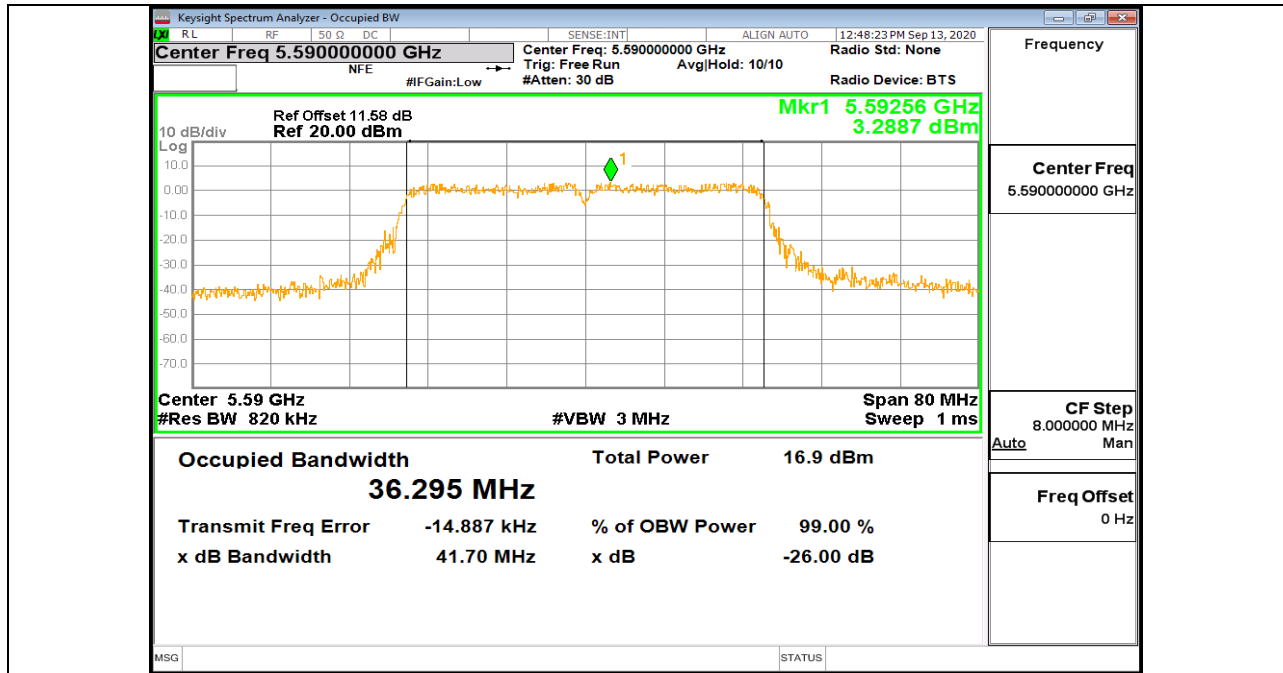 Keysight Spectrum Analyzer - Occupied BW
LXI RL RF 50 Ω DC SENSE:INT ALIGN AUTO 12:48:23 PM Sep 13, 2020
Center Freq 5.590000000 GHz
NFE
#IFGain:Low
Center Freq: 5.590000000 GHz
Trig: Free Run Avg|Hold: 10/10
#Atten: 30 dB
Radio Std: None
Radio Device: BTS
Mkr1 5.59256 GHz
3.2887 dBm
Ref Offset 11.58 dB
10 dB/div Ref 20.00 dBm
Log
10.0
0.00
-10.0
-20.0
-30.0
-40.0
-50.0
-60.0
-70.0
1
Center 5.59 GHz Span 80 MHz
#Res BW 820 kHz #VBW 3 MHz Sweep 1 ms
Occupied Bandwidth Total Power 16.9 dBm
36.295 MHz
Transmit Freq Error -14.887 kHz % of OBW Power 99.00 %
x dB Bandwidth 41.70 MHz x dB -26.00 dB
MSG STATUS
Frequency
Center Freq
5.590000000 GHz
CF Step
8.000000 MHz
Auto Man
Freq Offset
0 Hz